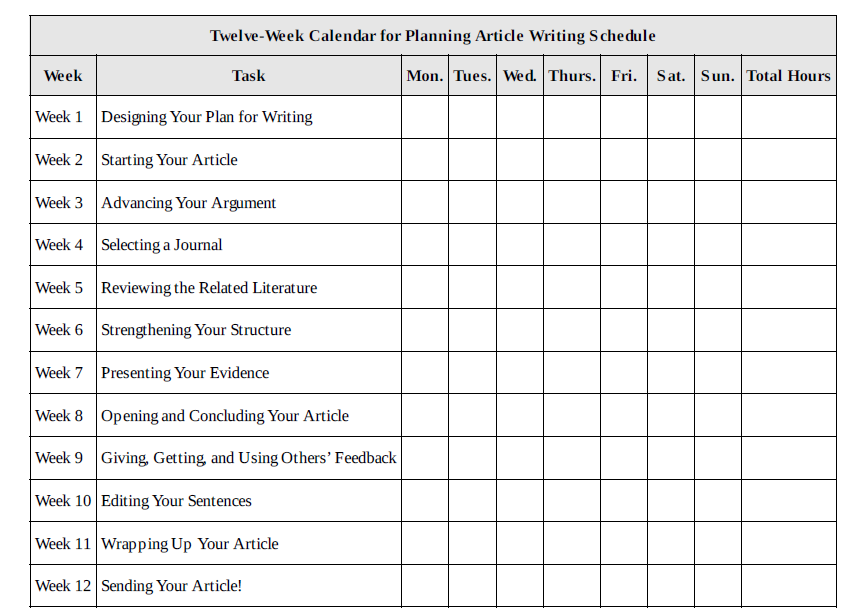 Twelve-Week Calendar for Planning Article Writing Schedule
Week Task Mon. Tues. Wed. Thurs. Fri. Sat. Sun. Total Hours
Week 1 Designing Your Plan for Writing
Week 2 Starting Your Article
Week 3 Advancing Your Argument
Week 4 Selecting a Journal
Week 5 Reviewing the Related Literature
Week 6 Strengthening Your Structure
Week 7 Presenting Your Evidence
Week 8 Opening and Concluding Your Article
Week 9 Giving, Getting, and Using Others’ Feedback
Week 10 Editing Your Sentences
Week 11 Wrapping Up Your Article
Week 12 Sending Your Article!